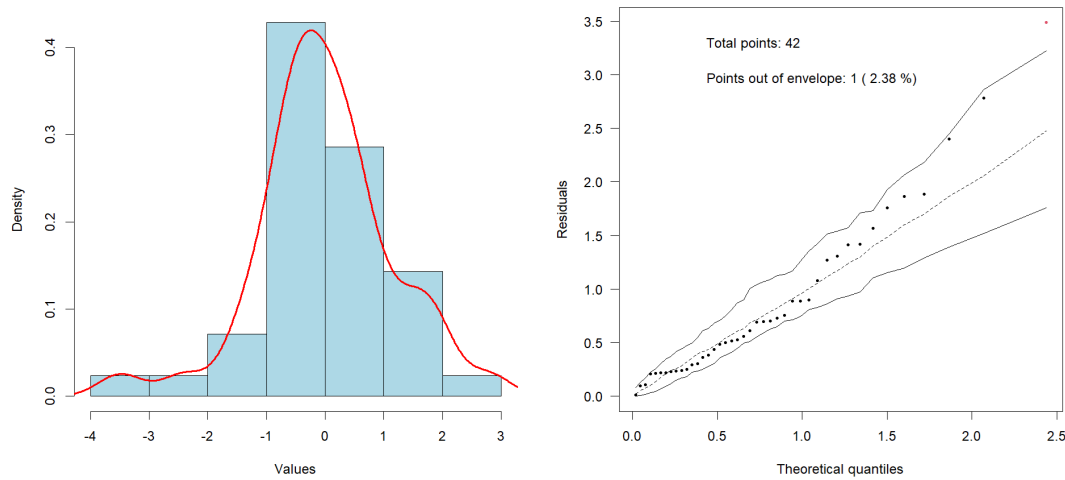 Density
0.0
0.1
0.2
0.3
0.4
-4 -3 -2 -1 0 1 2 3
Values
Total points: 42
Points out of envelope: 1 ( 2.38 %)
Residuals
3.5
3.0
2.5
2.0
1.5
1.0
0.5
0.0
0.0 0.5 1.0 1.5 2.0 2.5
Theoretical quantiles